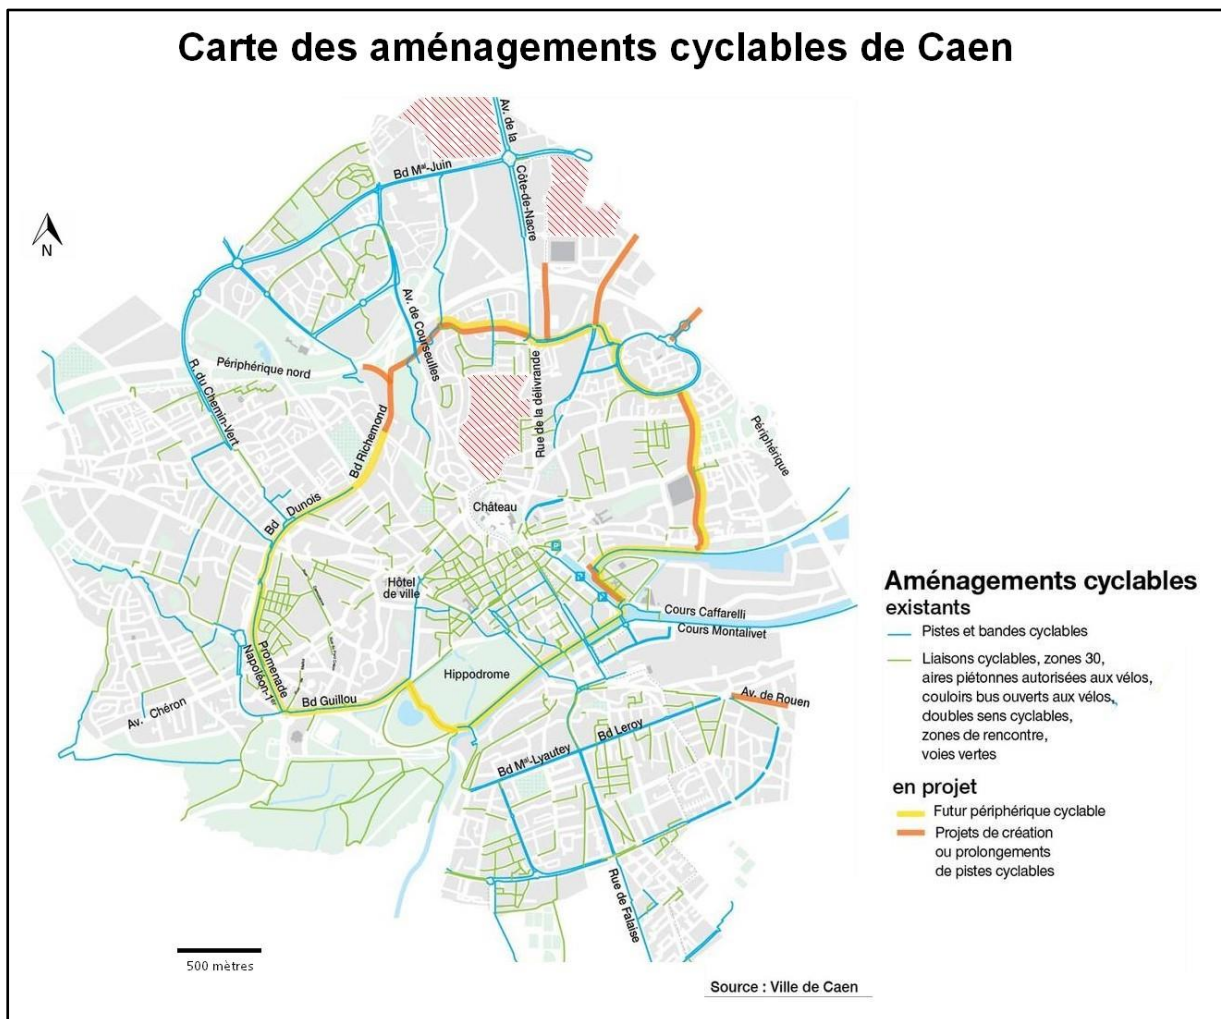 Carte des aménagements cyclables de Caen
N
Av. de la
Côte-de-Nacre
Bd Mal-Juin
Av. de Courseulles
Périphérique nord
R. du Chemin-Vert
Rue de la délivrande
Bd Richemond
Périphérique
Bd Dunois
Château
Hôtel
de ville
P
P
P
Cours Caffarelli
Cours Montalivet
Promenade
Napoléon-1er
Hippodrome
Bd Guillou
Av. Chéron
Av. de Rouen
Bd Leroy
Bd Mal-Lyautey
Rue de Falaise
Aménagements cyclables
existants
Pistes et bandes cyclables
Liaisons cyclables, zones 30,
aires piétonnes autorisées aux vélos,
couloirs bus ouverts aux vélos,
doubles sens cyclables,
zones de rencontre,
voies vertes
en projet
Futur périphérique cyclable
Projets de création
ou prolongements
de pistes cyclables
500 mètres
Source : Ville de Caen